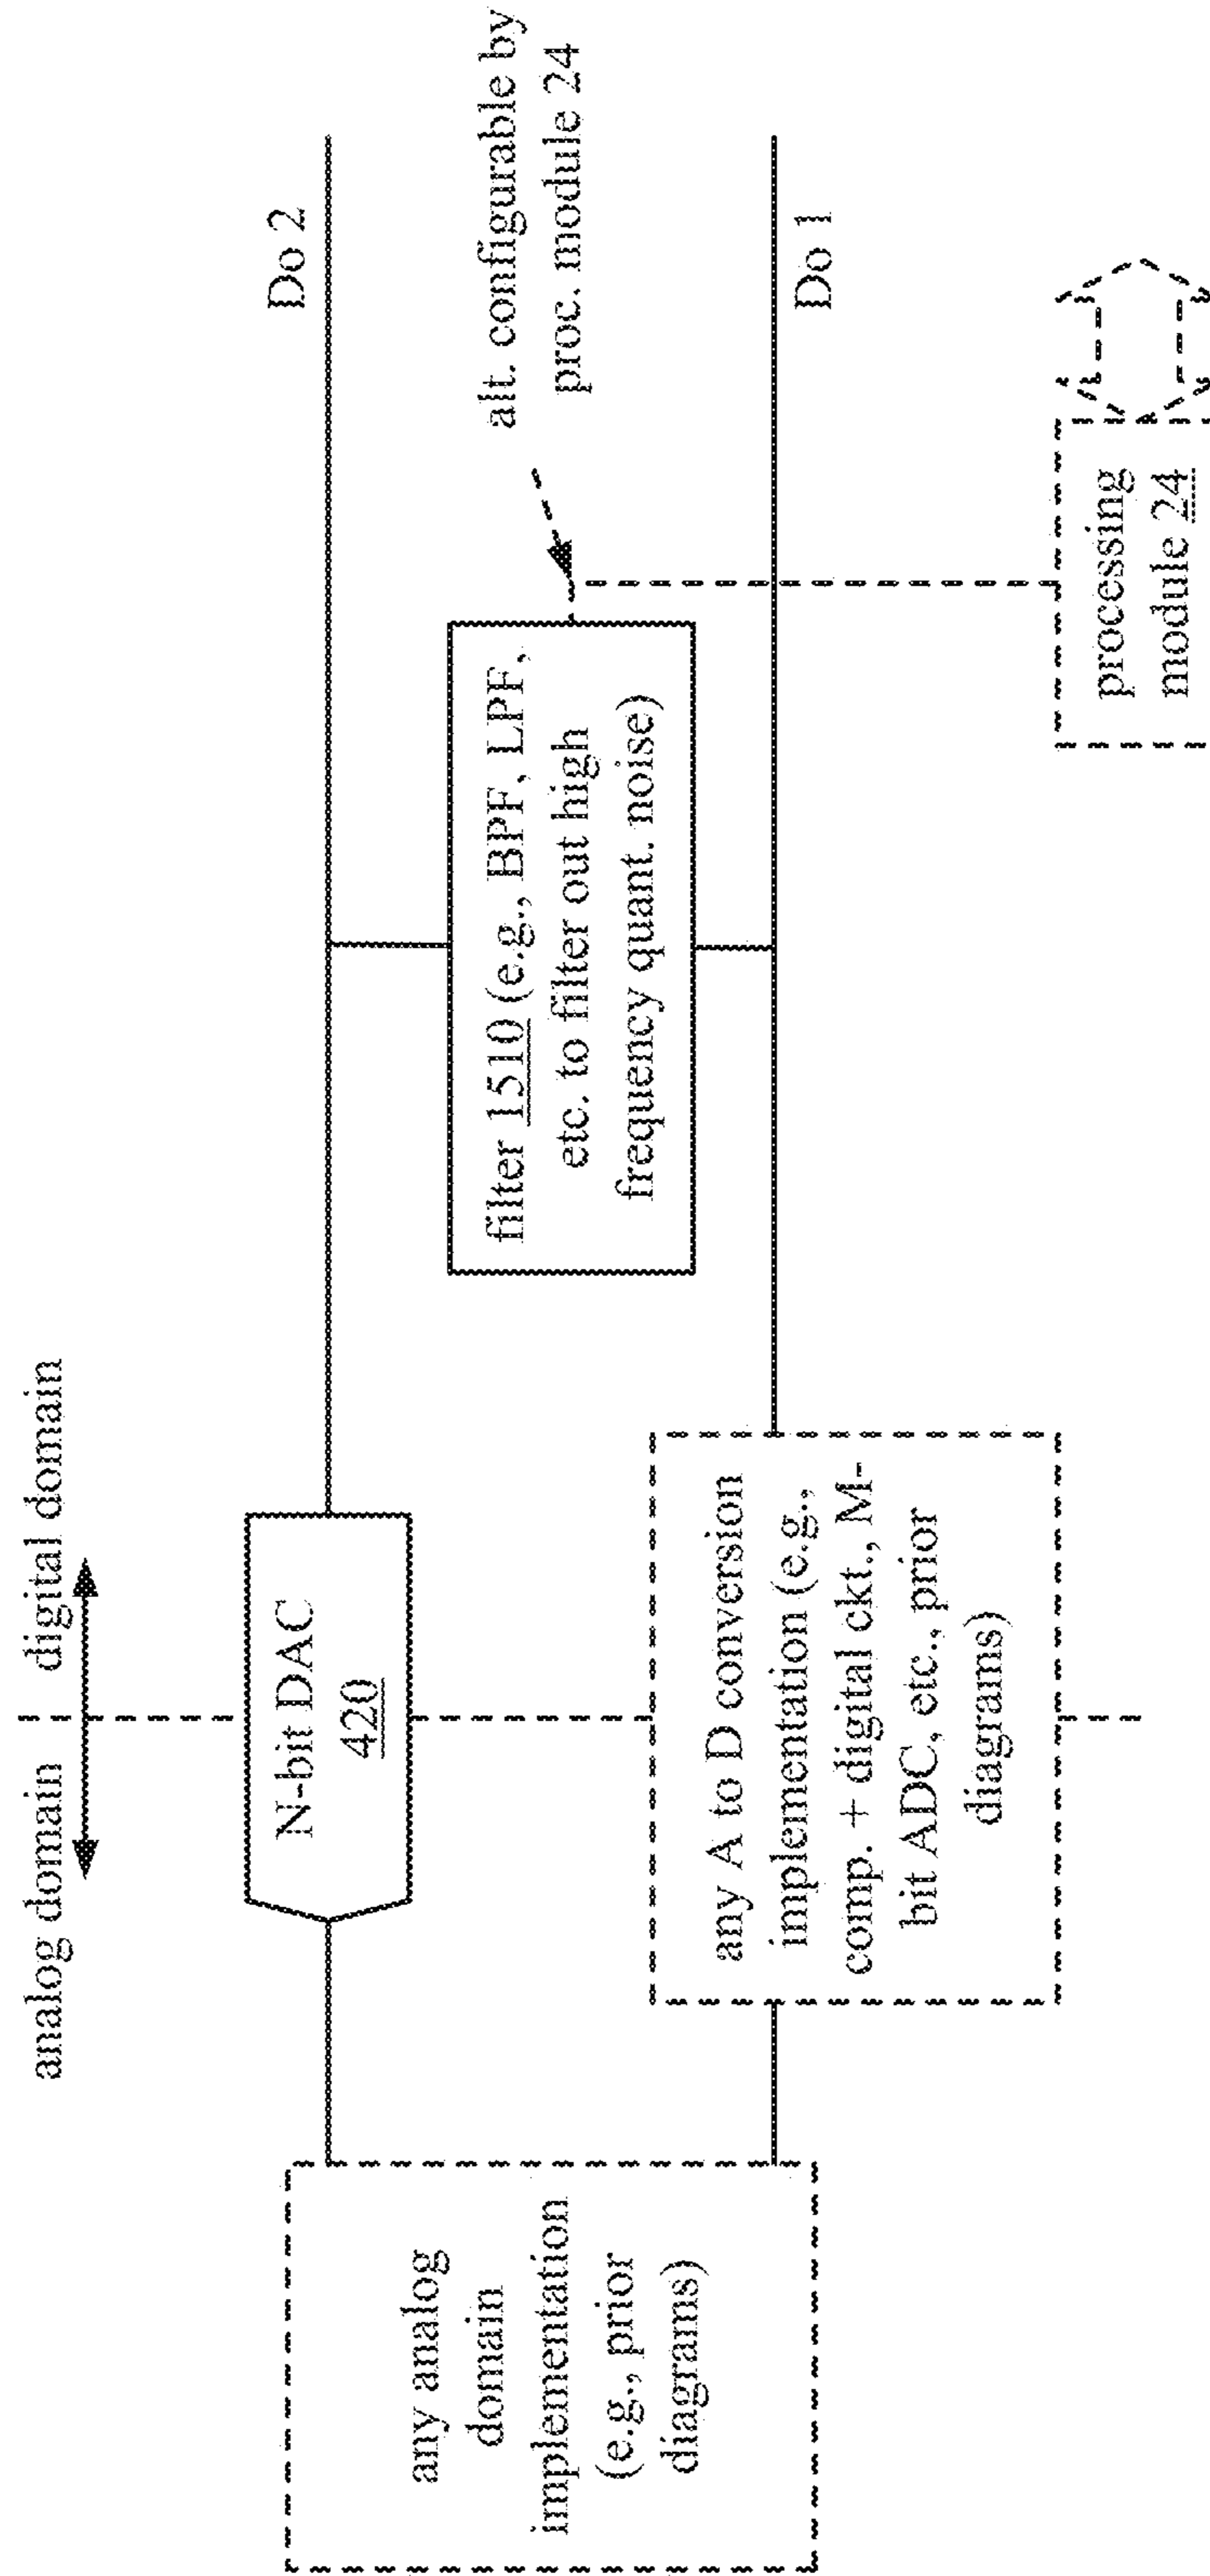 analog domain
digital domain
N-bit DAC
420
Do 2
any analog
domain
implementation
(e.g., prior
diagrams)
filter 1510 (e.g., BPF, LPF,
etc. to filter out high
frequency quant. noise)
alt. configurable by
proc. module 24
any A to D conversion
implementation (e.g.,
comp. + digital ckt., M-
bit ADC, etc., prior
diagrams)
Do 1
processing
module 24